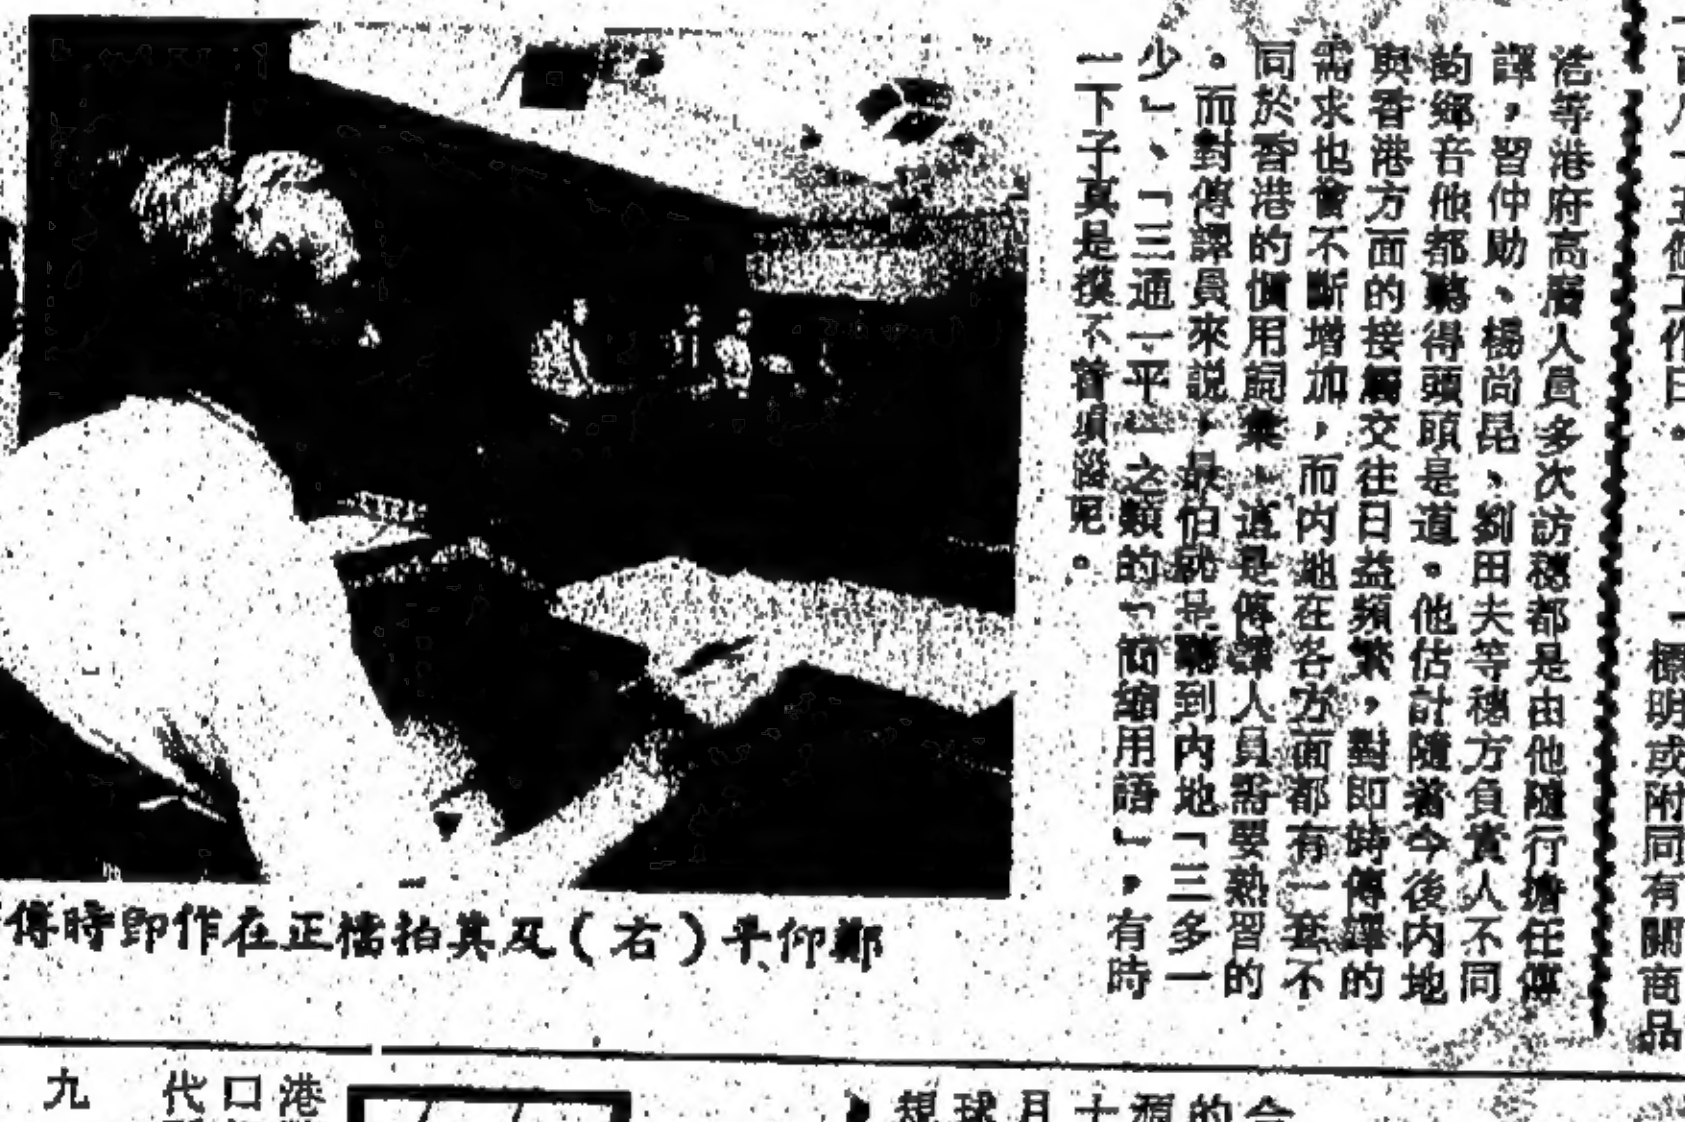 浩等港府高層人員多次訪穗都是由他隨行擔任傳
譯，習仲勛、楊尚昆、劉田夫等穗方負責人不同
的鄉音他都聽得頭頭是道。他估計隨着今後內地
與香港方面的接觸交往日益頻繁，對即時傳譯的
需求也會不斷增加，而內地在各方面都有一套不
同於香港的慣用詞彙，這是傳譯人員需要熟習的
。而對傳譯員來說，最怕就是聽到內地「三多一
少」、「三通一平」之類的「簡縮用語」，有時
一下子真是摸不着頭腦呢。
鄭仰平（右）及其拍檔正在作即時傳
標明或附同有關商品
港
口
代
九